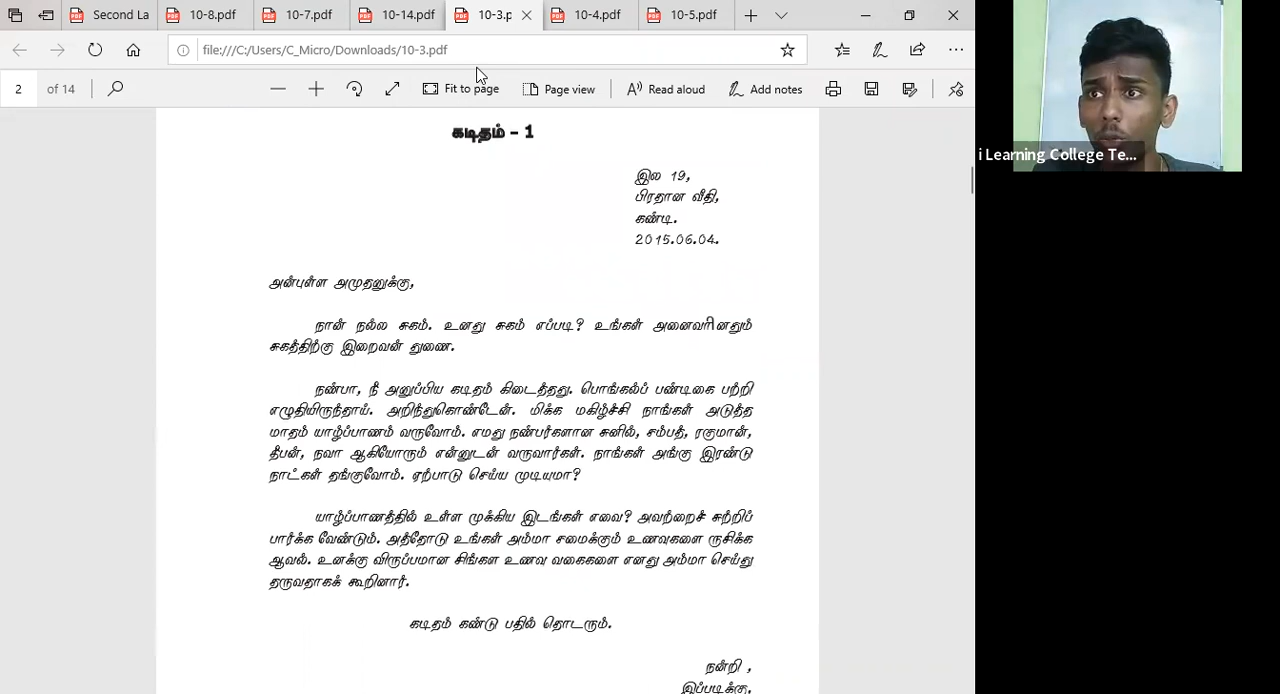 Second La
10-8.pdf
10-7.pdf
10-14.pdf
10-3.p
10-4.pdf
10-5.pdf
file:///C:/Users/C_Micro/Downloads/10-3.pdf
2 of 14
Fit to page
Page view
Read aloud
Add notes
i Learning College Te...
கடிதம் – 1
இல 19,
பிரதான வீதி,
கண்டி.
2015.06.04.
அன்புள்ள அமுதனுக்கு,
நான் நல்ல சுகம். உனது சுகம் எப்படி? உங்கள் அனைவரினதும்
சுகத்திற்கு இறைவன் துணை.
நண்பா, நீ அனுப்பிய கடிதம் கிடைத்தது. பொங்கல்ப் பண்டிகை பற்றி
எழுதியிருந்தாய். அறிந்துகொண்டேன். மிக்க மகிழ்ச்சி நாங்கள் அடுத்த
மாதம் யாழ்ப்பாணம் வருவோம். எமது நண்பர்களான சுனில், சம்பத், ரகுமான்,
தீபன், நவா ஆகியோரும் என்னுடன் வருவார்கள். நாங்கள் அங்கு இரண்டு
நாட்கள் தங்குவோம். ஏற்பாடு செய்ய முடியுமா?
யாழ்ப்பாணத்தில் உள்ள முக்கிய இடங்கள் எவை? அவற்றைச் சுற்றிப்
பார்க்க வேண்டும். அத்தோடு உங்கள் அம்மா சமைக்கும் உணவுகளை ருசிக்க
ஆவல். உனக்கு விருப்பமான சிங்கள உணவு வகைகளை எனது அம்மா செய்து
தருவதாகக் கூறினார்.
கடிதம் கண்டு பதில் தொடரும்.
நன்றி ,
இப்படிக்கு,